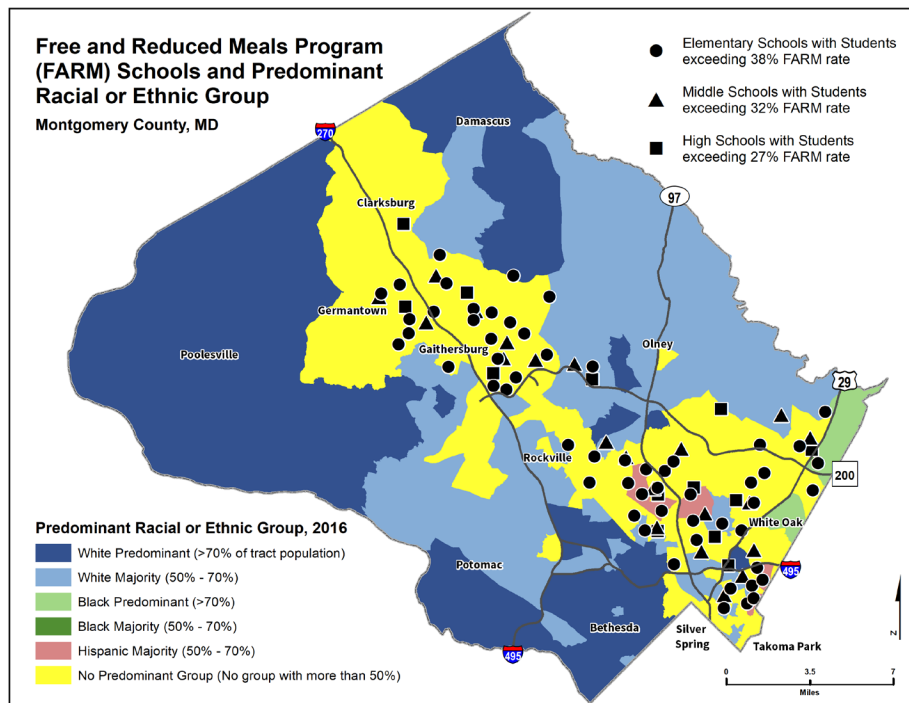 Free and Reduced Meals Program
(FARM) Schools and Predominant
Racial or Ethnic Group
Montgomery County, MD
Elementary Schools with Students
exceeding 38% FARM rate
Middle Schools with Students
exceeding 32% FARM rate
High Schools with Students
exceeding 27% FARM rate
270
Damascus
97
Clarksburg
Germantown
Olney
Gaithersburg
Poolesville
29
Rockville
200
White Oak
Potomac
495
Bethesda
Silver
Spring
Takoma Park
495
Predominant Racial or Ethnic Group, 2016
White Predominant (>70% of tract population)
White Majority (50% - 70%)
Black Predominant (>70%)
Black Majority (50% - 70%)
Hispanic Majority (50% - 70%)
No Predominant Group (No group with more than 50%)
N
0 3.5 7
Miles